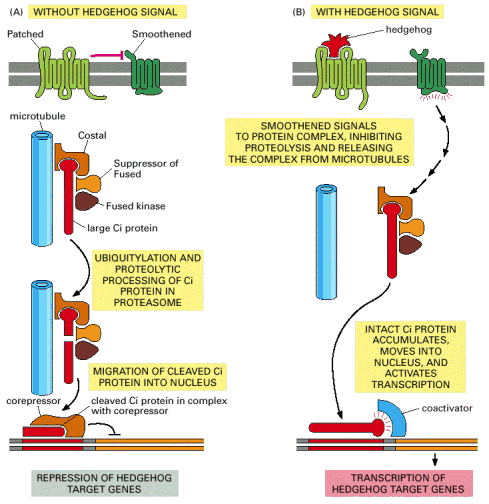 (A) WITHOUT HEDGEHOG SIGNAL
Patched
Smoothened
microtubule
Costal
Suppressor of
Fused
Fused kinase
large Ci protein
UBIQUITYLATION AND
PROTEOLYTIC
PROCESSING OF Ci
PROTEIN IN
PROTEASOME
MIGRATION OF CLEAVED Ci
PROTEIN INTO NUCLEUS
corepressor
cleaved Ci protein in complex
with corepressor
REPRESSION OF HEDGEHOG
TARGET GENES
(B) WITH HEDGEHOG SIGNAL
hedgehog
SMOOTHENED SIGNALS
TO PROTEIN COMPLEX, INHIBITING
PROTEOLYSIS AND RELEASING
THE COMPLEX FROM MICROTUBULES
INTACT Ci PROTEIN
ACCUMULATES,
MOVES INTO
NUCLEUS, AND
ACTIVATES
TRANSCRIPTION
coactivator
TRANSCRIPTION OF
HEDGEHOG TARGET GENES